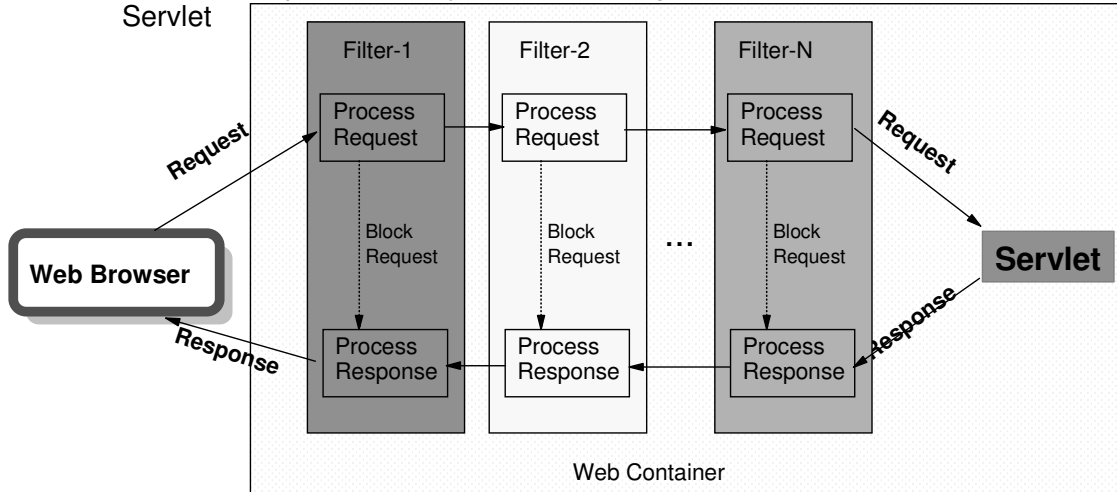 Servlet
Filter-1
Filter-2
Filter-N
Process
Request
Process
Request
Process
Request
Request
Request
Block
Request
Block
Request
...
Block
Request
Web Browser
Servlet
Response
Response
Process
Response
Process
Response
Process
Response
Web Container